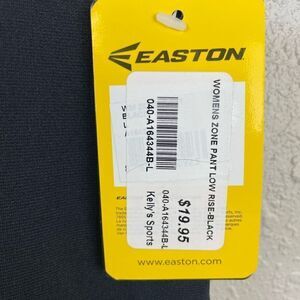 EASTON
WOMENS ZONE PANT LOW RISE-BLACK
040-A164344B-L
$19.95
040-A164344B-L
Kelly's Sports
www.easton.com